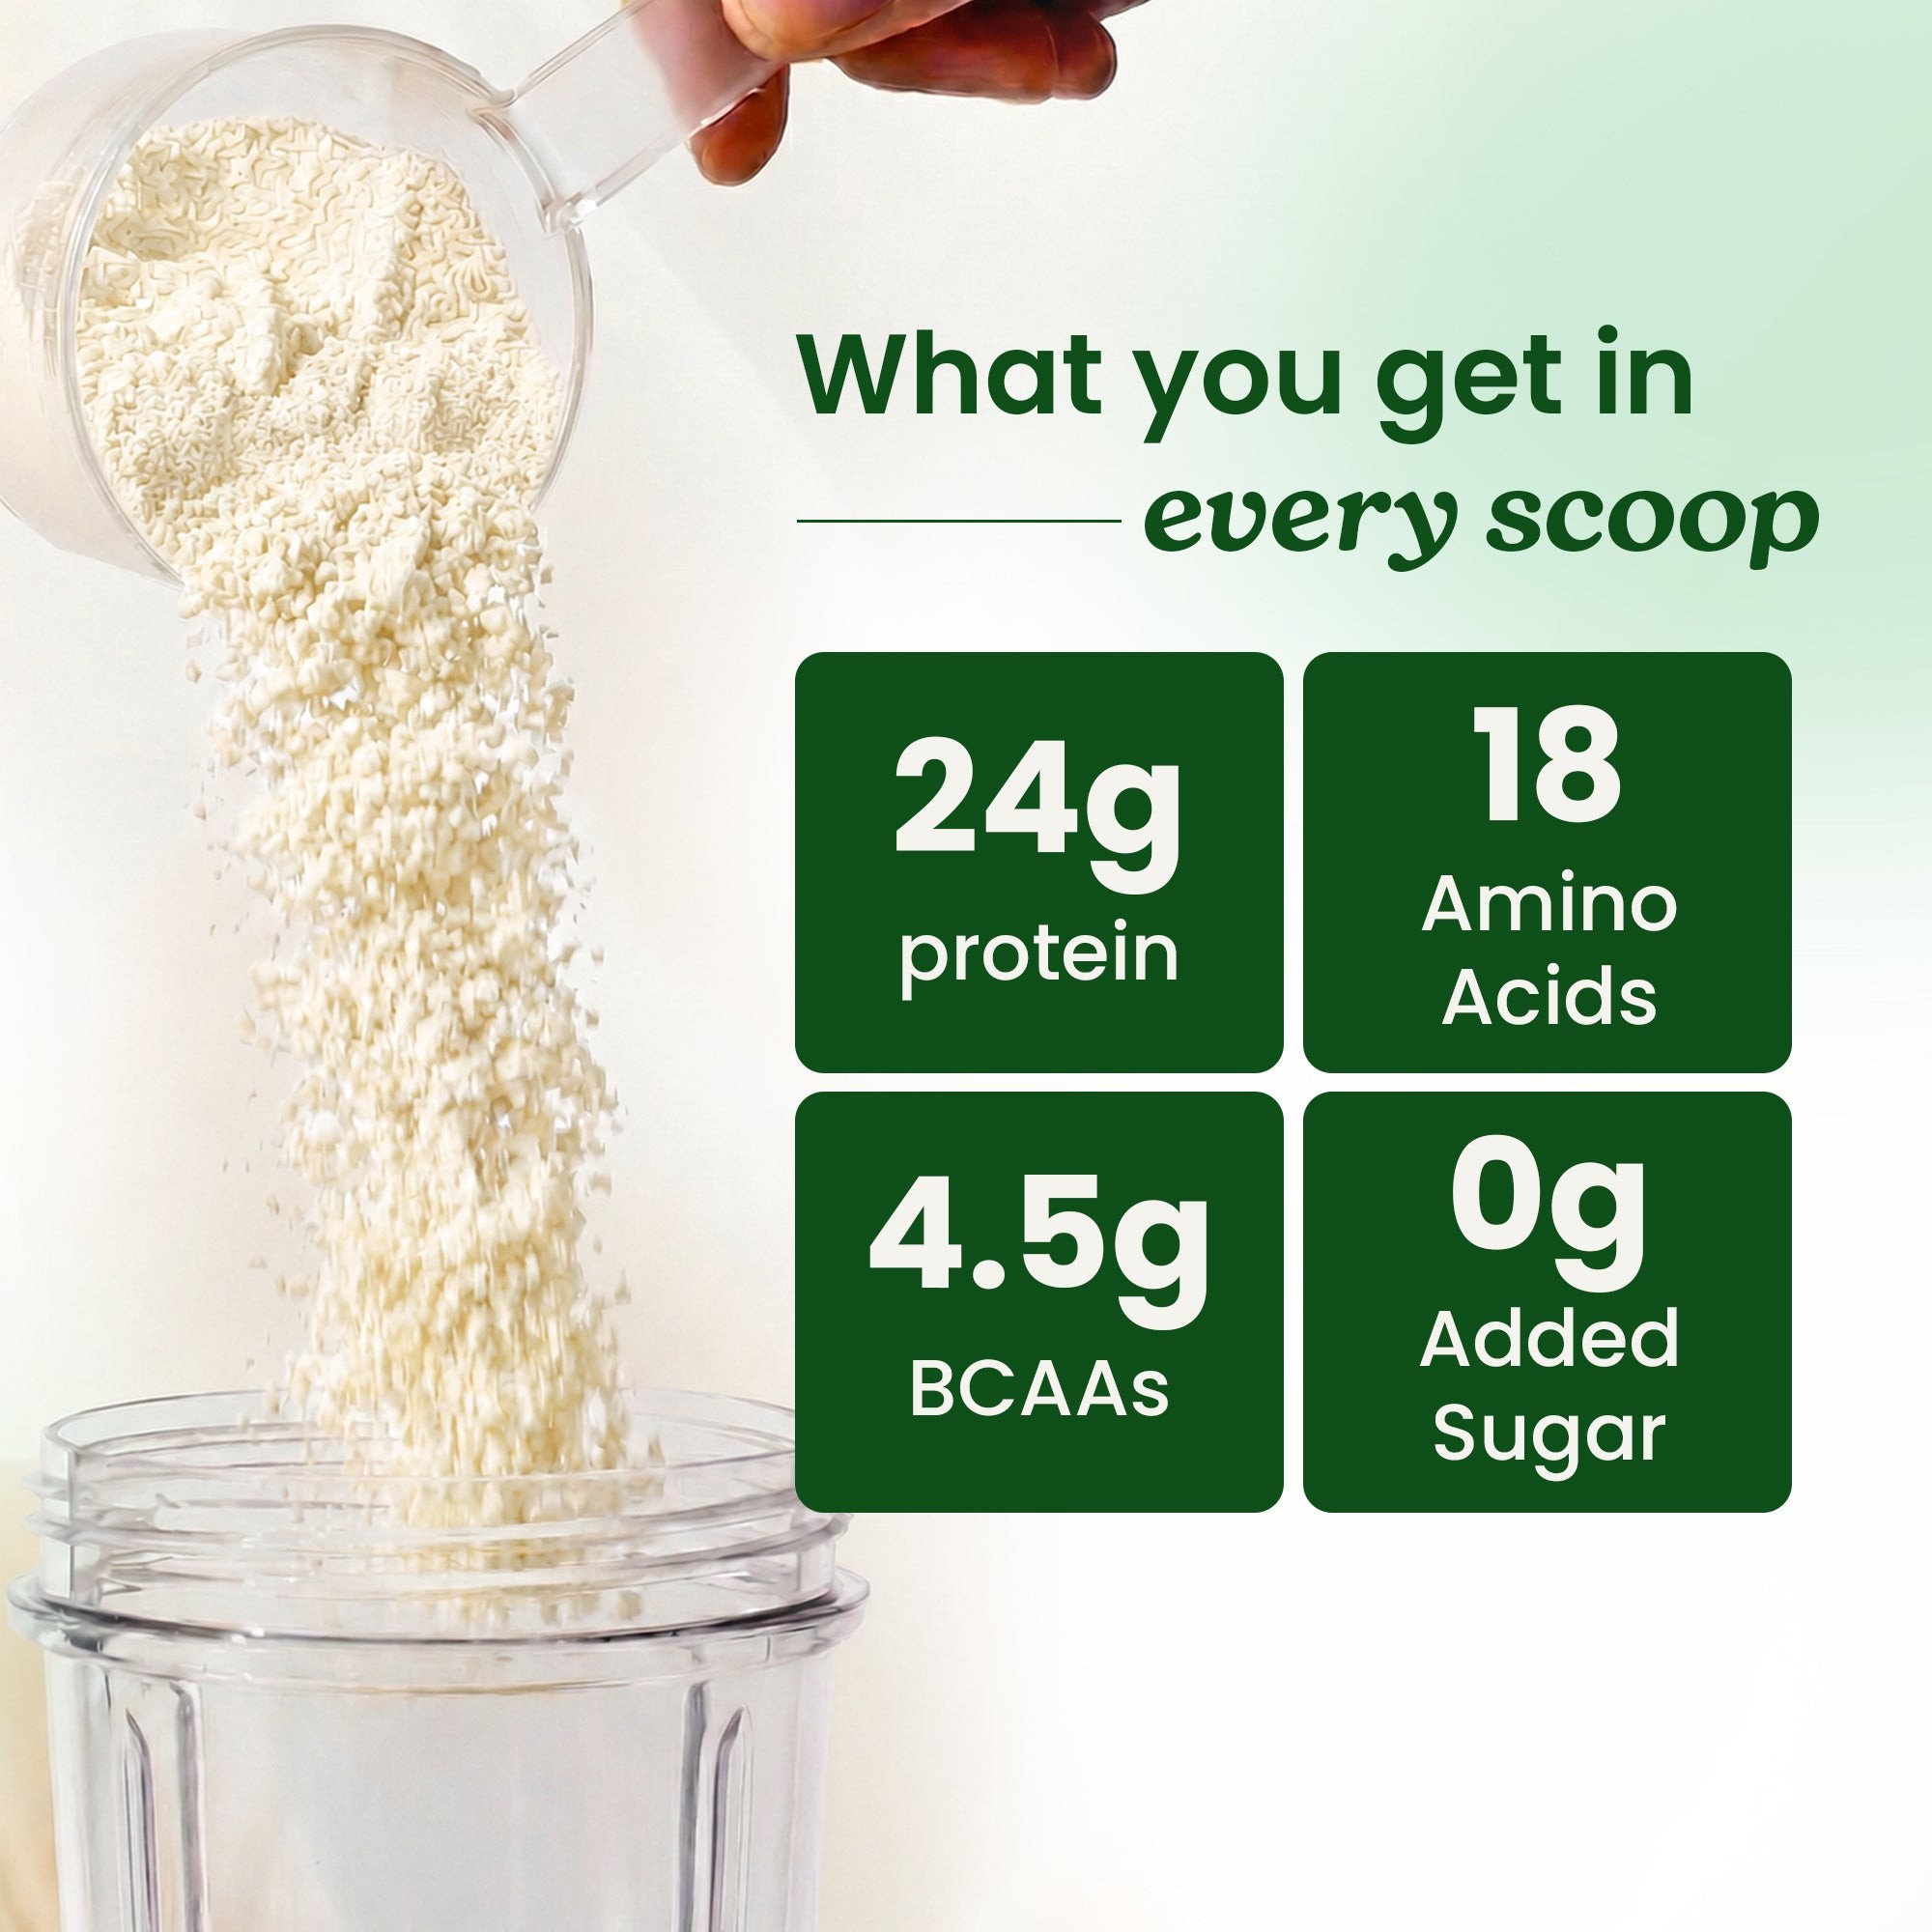 What you get in
every scoop
24g
protein
18
Amino
Acids
4.5g
BCAAs
0g
Added
Sugar